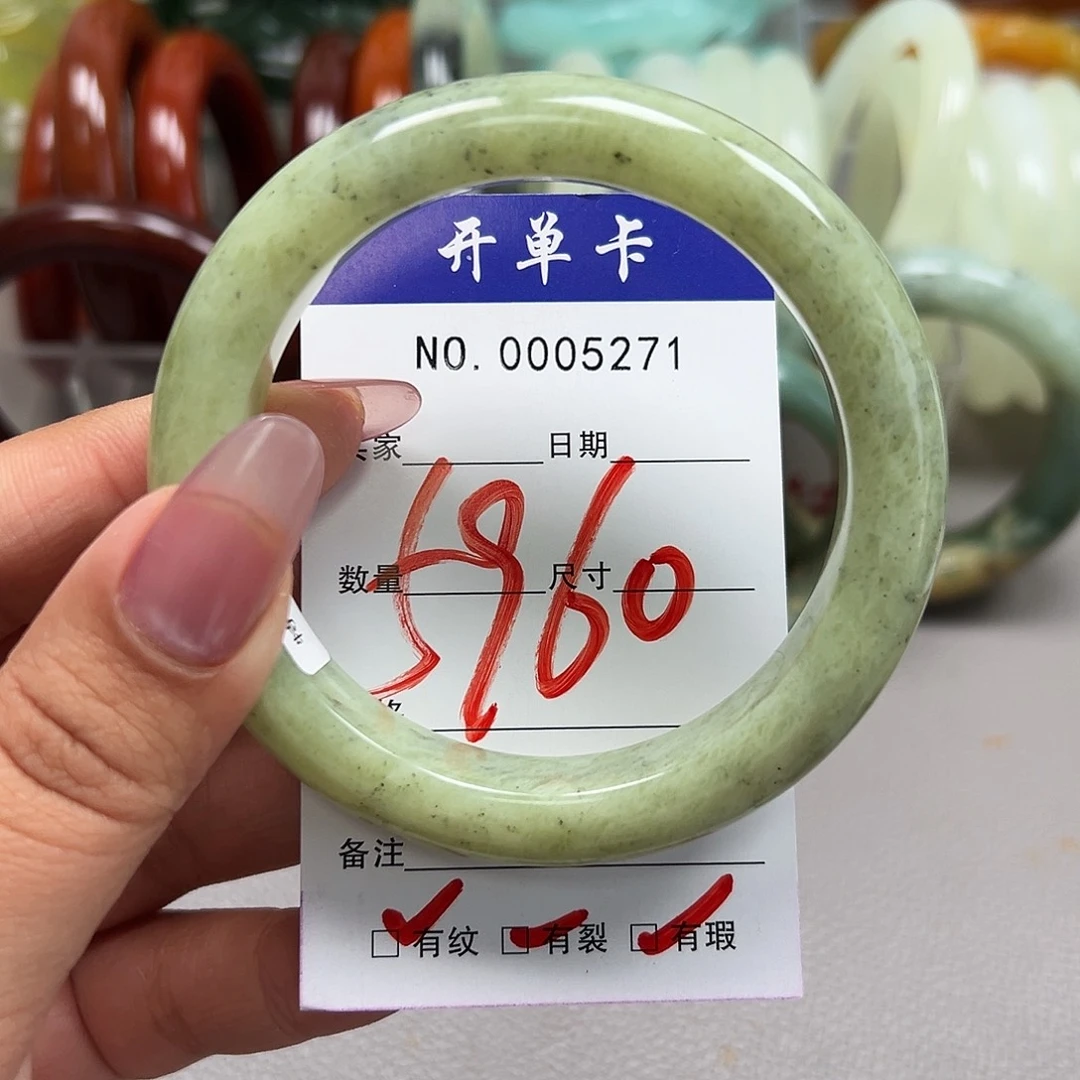 开单卡
NO. 0005271
家 日期
5960
数量 尺寸
备注
有纹 有裂 有瑕